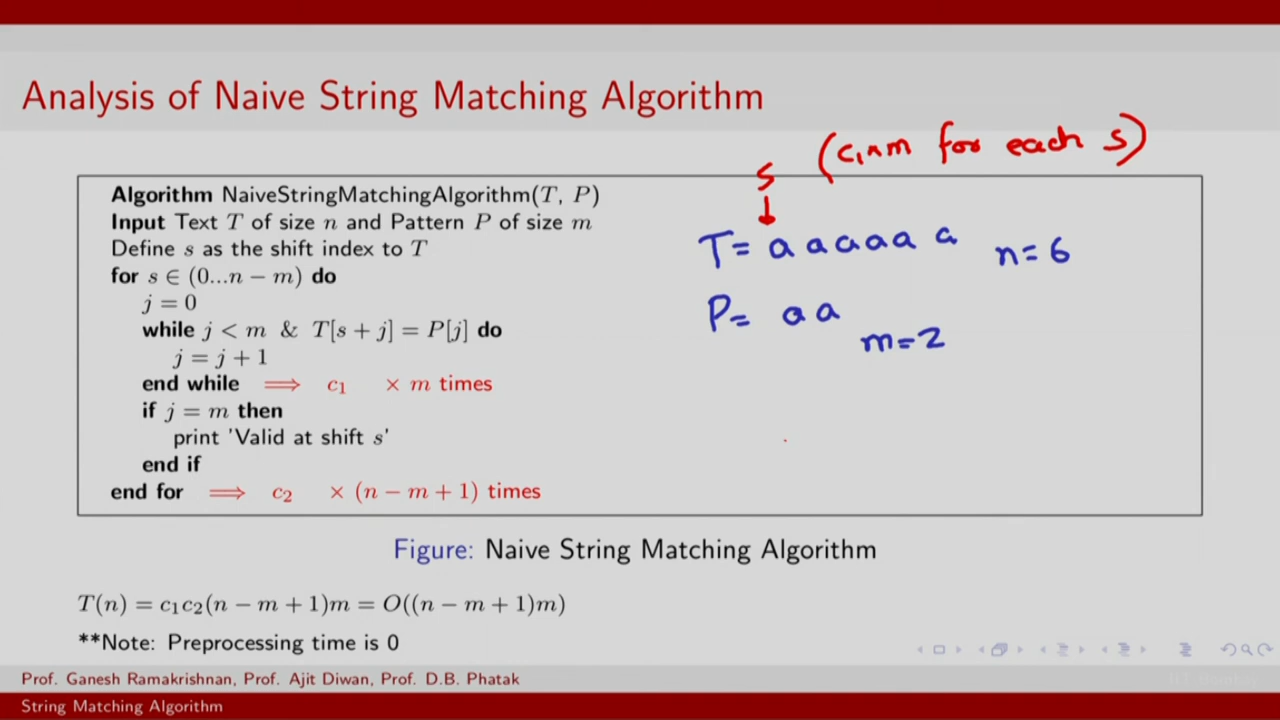 Analysis of Naive String Matching Algorithm
(c₁×m for each s)
s
Algorithm NaiveStringMatchingAlgorithm(T, P)
Input Text T of size n and Pattern P of size m
Define s as the shift index to T
for s ∈ (0...n − m) do
j = 0
while j < m & T[s + j] = P[j] do
j = j + 1
end while ⟹ c₁ × m times
if j = m then
print 'Valid at shift s'
end if
end for ⟹ c₂ × (n − m + 1) times
T= a a a a a a n=6
P= a a
m=2
Figure: Naive String Matching Algorithm
T(n) = c₁c₂(n − m + 1)m = O((n − m + 1)m)
**Note: Preprocessing time is 0
Prof. Ganesh Ramakrishnan, Prof. Ajit Diwan, Prof. D.B. Phatak
String Matching Algorithm